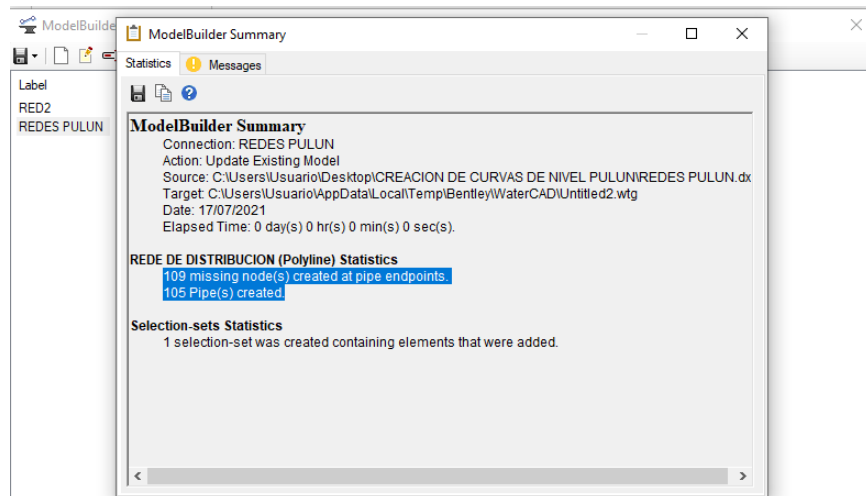 ModelBuilde
ModelBuilder Summary
Statistics
Messages
Label
RED2
REDES PULUN
ModelBuilder Summary
Connection: REDES PULUN
Action: Update Existing Model
Source: C:\Users\Usuario\Desktop\CREACION DE CURVAS DE NIVEL PULUN\REDES PULUN.dx
Target: C:\Users\Usuario\AppData\Local\Temp\Bentley\WaterCAD\Untitled2.wtg
Date: 17/07/2021
Elapsed Time: 0 day(s) 0 hr(s) 0 min(s) 0 sec(s).
REDE DE DISTRIBUCION (Polyline) Statistics
109 missing node(s) created at pipe endpoints.
105 Pipe(s) created.
Selection-sets Statistics
1 selection-set was created containing elements that were added.